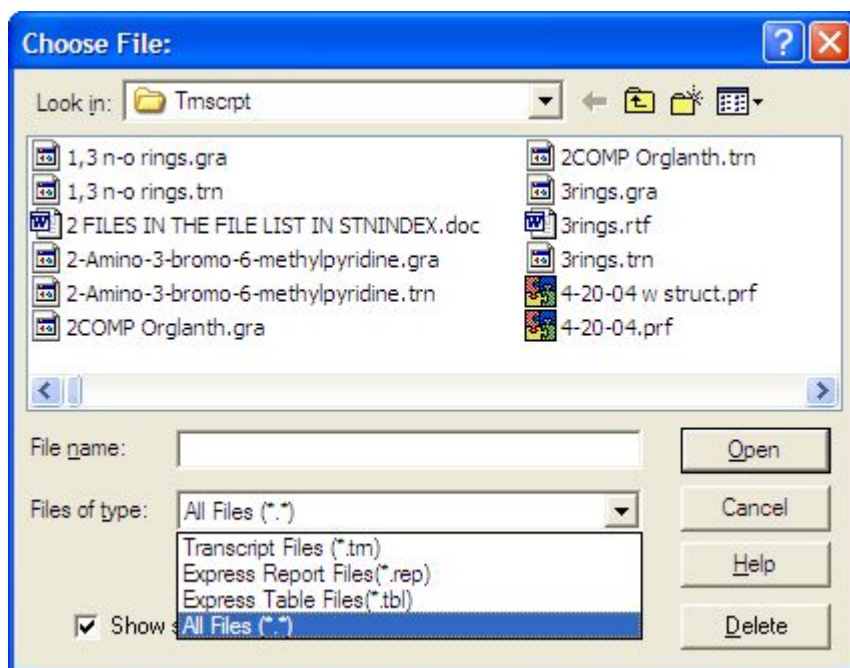 Choose File:
Look in: Trnscrpt
1,3 n-o rings.gra
1,3 n-o rings.trn
2 FILES IN THE FILE LIST IN STNINDEX.doc
2-Amino-3-bromo-6-methylpyridine.gra
2-Amino-3-bromo-6-methylpyridine.trn
2COMP Orglanth.gra
2COMP Orglanth.trn
3rings.gra
3rings.rtf
3rings.trn
4-20-04 w struct.prf
4-20-04.prf
File name:
Open
Files of type: All Files (*.*)
Cancel
Transcript Files (*.trn)
Express Report Files(*.rep)
Express Table Files(*.tbl)
All Files (*.*)
Help
Show
Delete